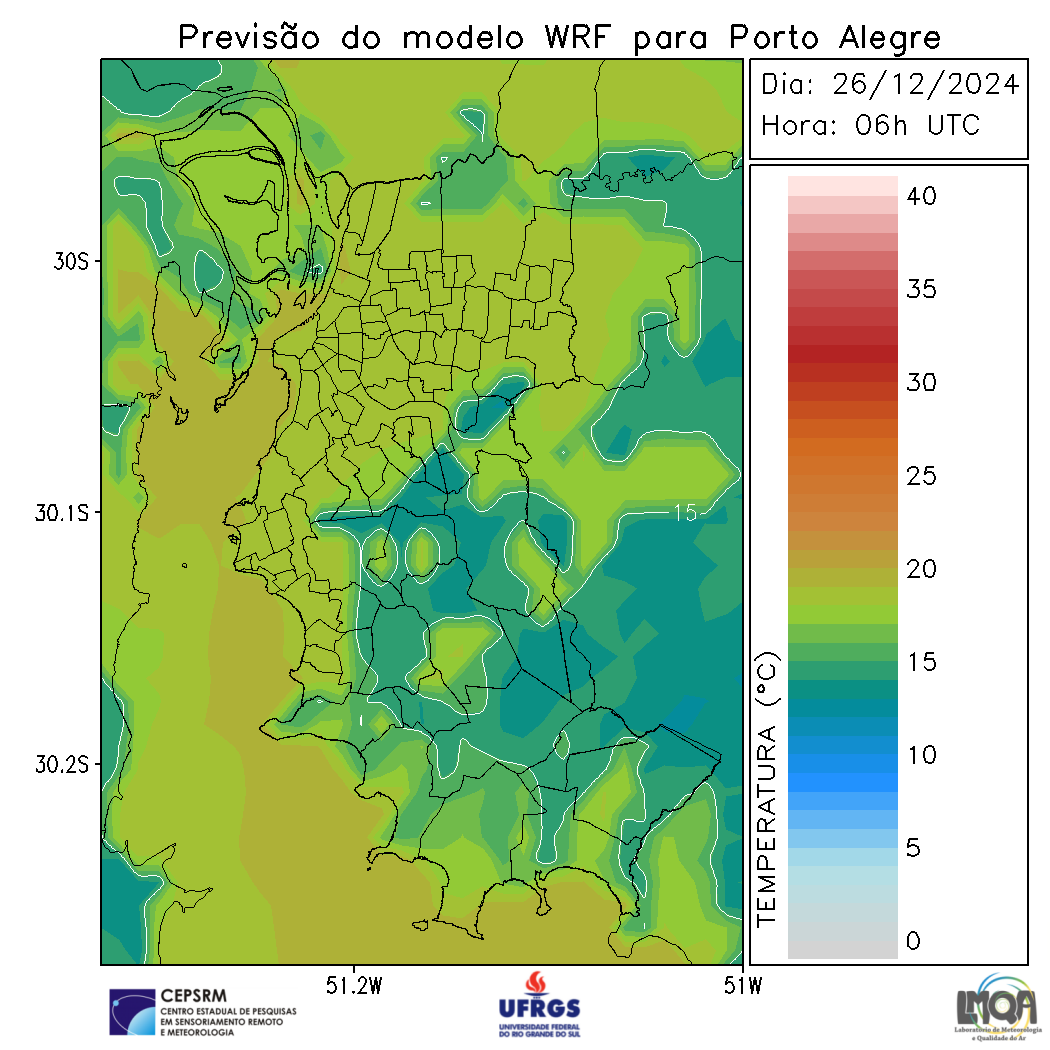 Previsão do modelo WRF para Porto Alegre
Dia: 26/12/2024
Hora: 06h UTC
40
35
30
25
20
15
10
5
0
TEMPERATURA (°C)
30S
30.1S
30.2S
15
51.2W
51W
CEPSRM
CENTRO ESTADUAL DE PESQUISAS
EM SENSORIAMENTO REMOTO
E METEOROLOGIA
UFRGS
UNIVERSIDADE FEDERAL
DO RIO GRANDE DO SUL
LMQA
Laboratório de Meteorologia
e Qualidade do Ar